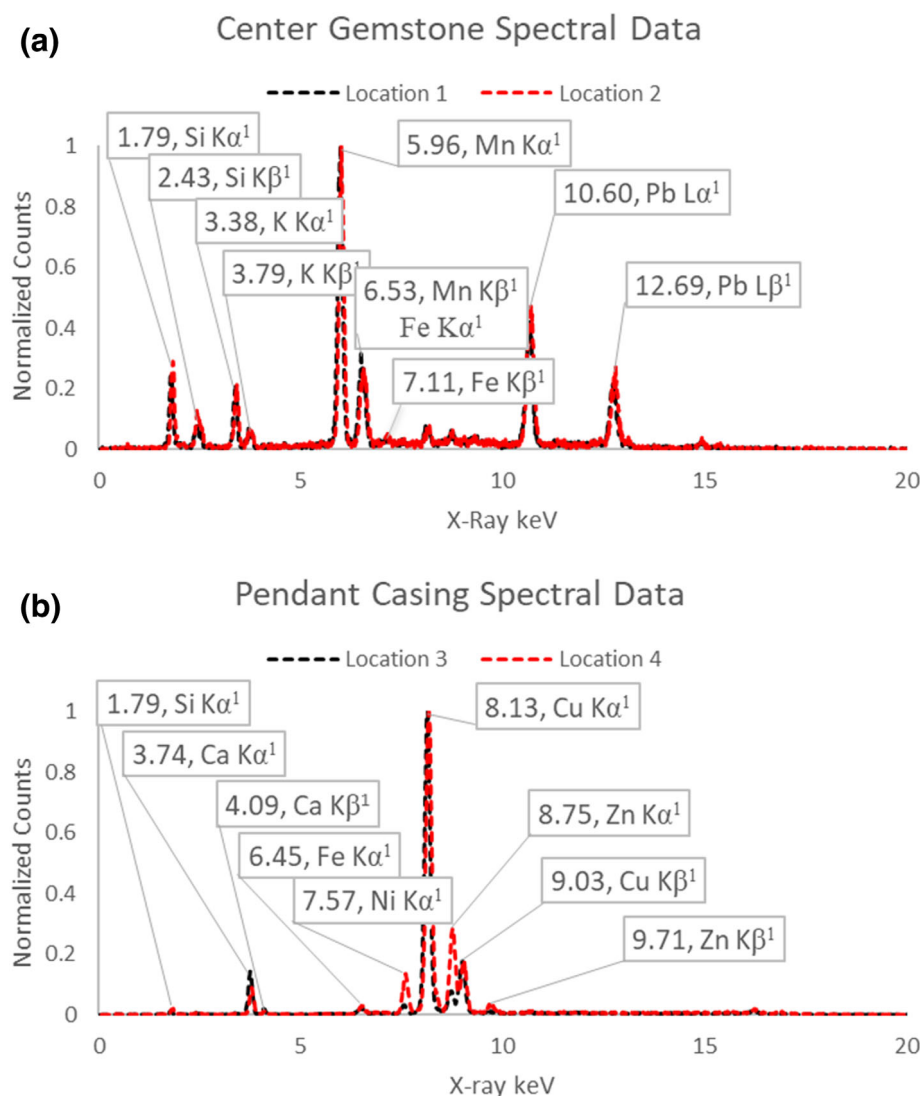 (a)
Center Gemstone Spectral Data
Location 1 Location 2
1.79, Si Kα¹
2.43, Si Kβ¹
3.38, K Kα¹
3.79, K Kβ¹
5.96, Mn Kα¹
6.53, Mn Kβ¹
Fe Kα¹
7.11, Fe Kβ¹
10.60, Pb Lα¹
12.69, Pb Lβ¹
Normalized Counts
1
0.8
0.6
0.4
0.2
0
0 5 10 15 20
X-Ray keV
(b)
Pendant Casing Spectral Data
Location 3 Location 4
1.79, Si Kα¹
3.74, Ca Kα¹
4.09, Ca Kβ¹
6.45, Fe Kα¹
7.57, Ni Kα¹
8.13, Cu Kα¹
8.75, Zn Kα¹
9.03, Cu Kβ¹
9.71, Zn Kβ¹
Normalized Counts
1
0.8
0.6
0.4
0.2
0
0 5 10 15 20
X-ray keV